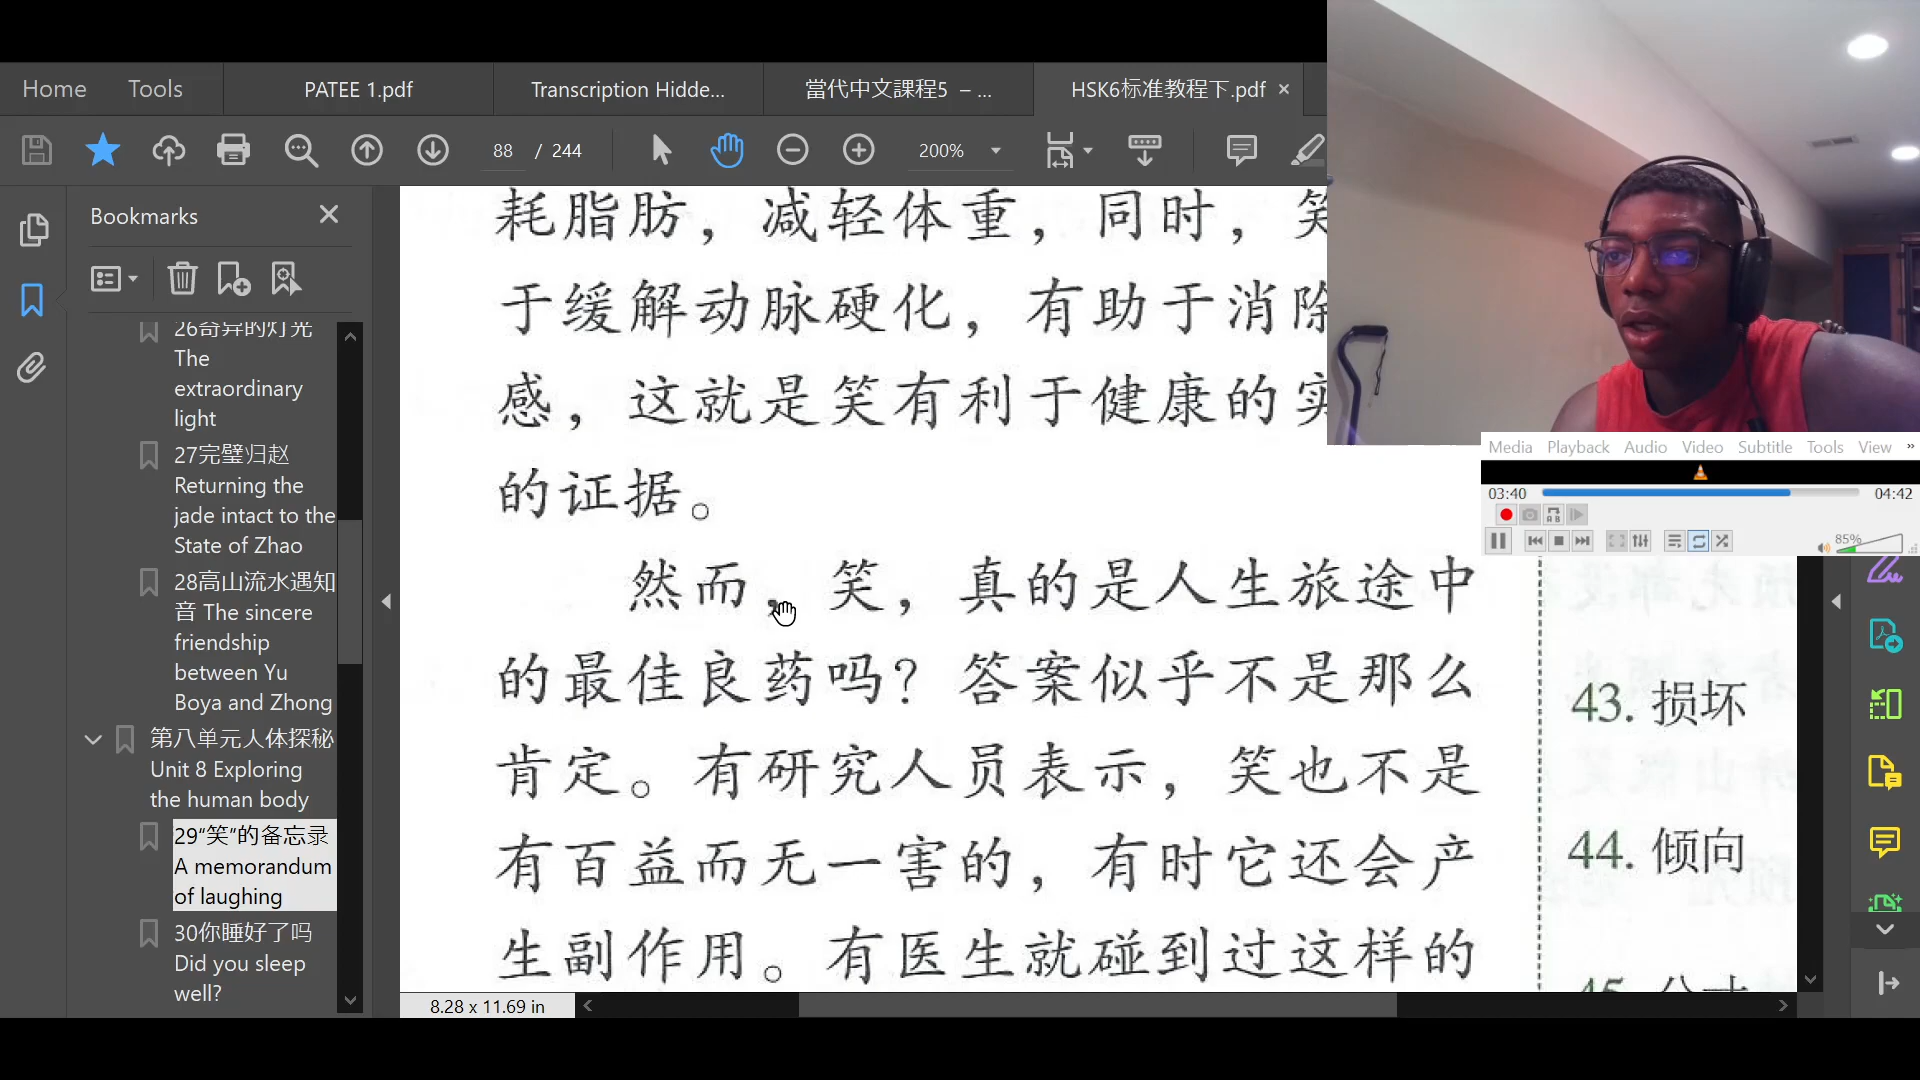 Home Tools PATEE 1.pdf Transcription Hidde... 當代中文課程5 – ... HSK6标准教程下.pdf
88 / 244 200%
Bookmarks
26奇异的灯光
The
extraordinary
light
27完璧归赵
Returning the
jade intact to the
State of Zhao
28高山流水遇知
音 The sincere
friendship
between Yu
Boya and Zhong
第八单元人体探秘
Unit 8 Exploring
the human body
29“笑”的备忘录
A memorandum
of laughing
30你睡好了吗
Did you sleep
well?
耗脂肪，减轻体重，同时，笑
于缓解动脉硬化，有助于消除
感，这就是笑有利于健康的实
的证据。
然而，笑，真的是人生旅途中
的最佳良药吗？答案似乎不是那么
肯定。有研究人员表示，笑也不是
有百益而无一害的，有时它还会产
生副作用。有医生就碰到过这样的
43. 损坏
44. 倾向
8.28 x 11.69 in
Media Playback Audio Video Subtitle Tools View »
03:40 04:42
85%